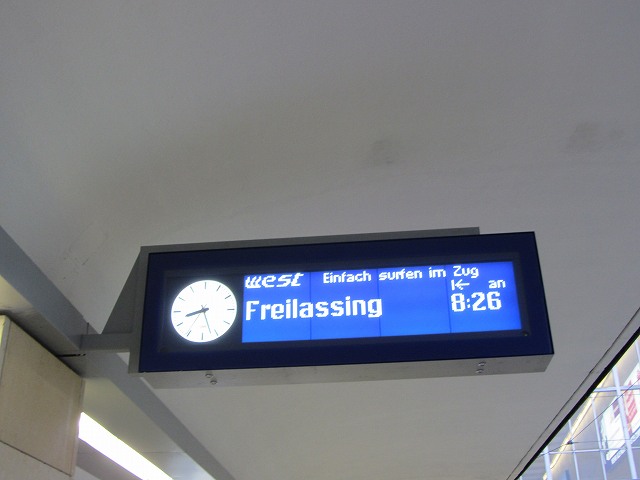 west Einfach surfen im Zug
an
Freilassing 8:26